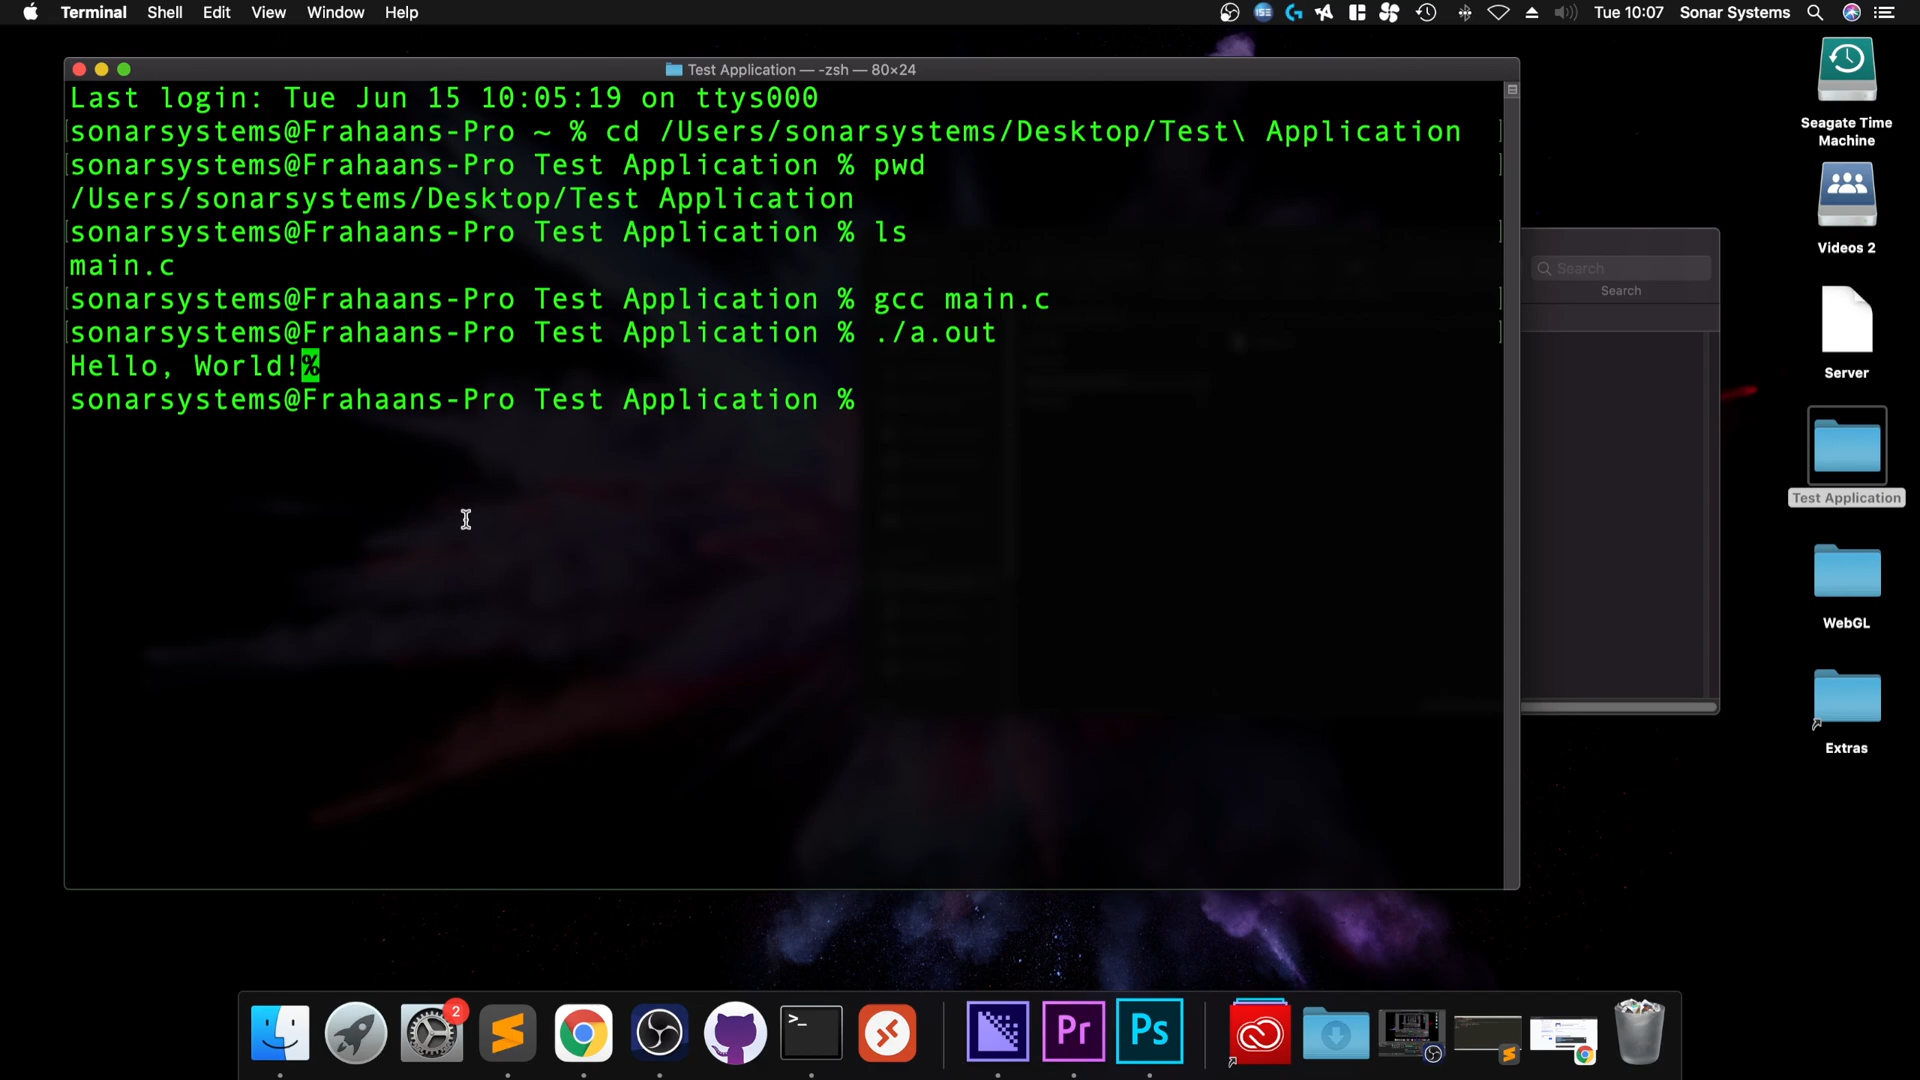 Terminal Shell Edit View Window Help
Tue 10:07 Sonar Systems
Test Application — -zsh — 80×24
Last login: Tue Jun 15 10:05:19 on ttys000
sonarsystems@Frahaans-Pro ~ % cd /Users/sonarsystems/Desktop/Test\ Application
sonarsystems@Frahaans-Pro Test Application % pwd
/Users/sonarsystems/Desktop/Test Application
sonarsystems@Frahaans-Pro Test Application % ls
main.c
sonarsystems@Frahaans-Pro Test Application % gcc main.c
sonarsystems@Frahaans-Pro Test Application % ./a.out
Hello, World!%
sonarsystems@Frahaans-Pro Test Application %
Search
Search
Seagate Time
Machine
Videos 2
Server
Test Application
WebGL
Extras
2
>_
Pr
Ps